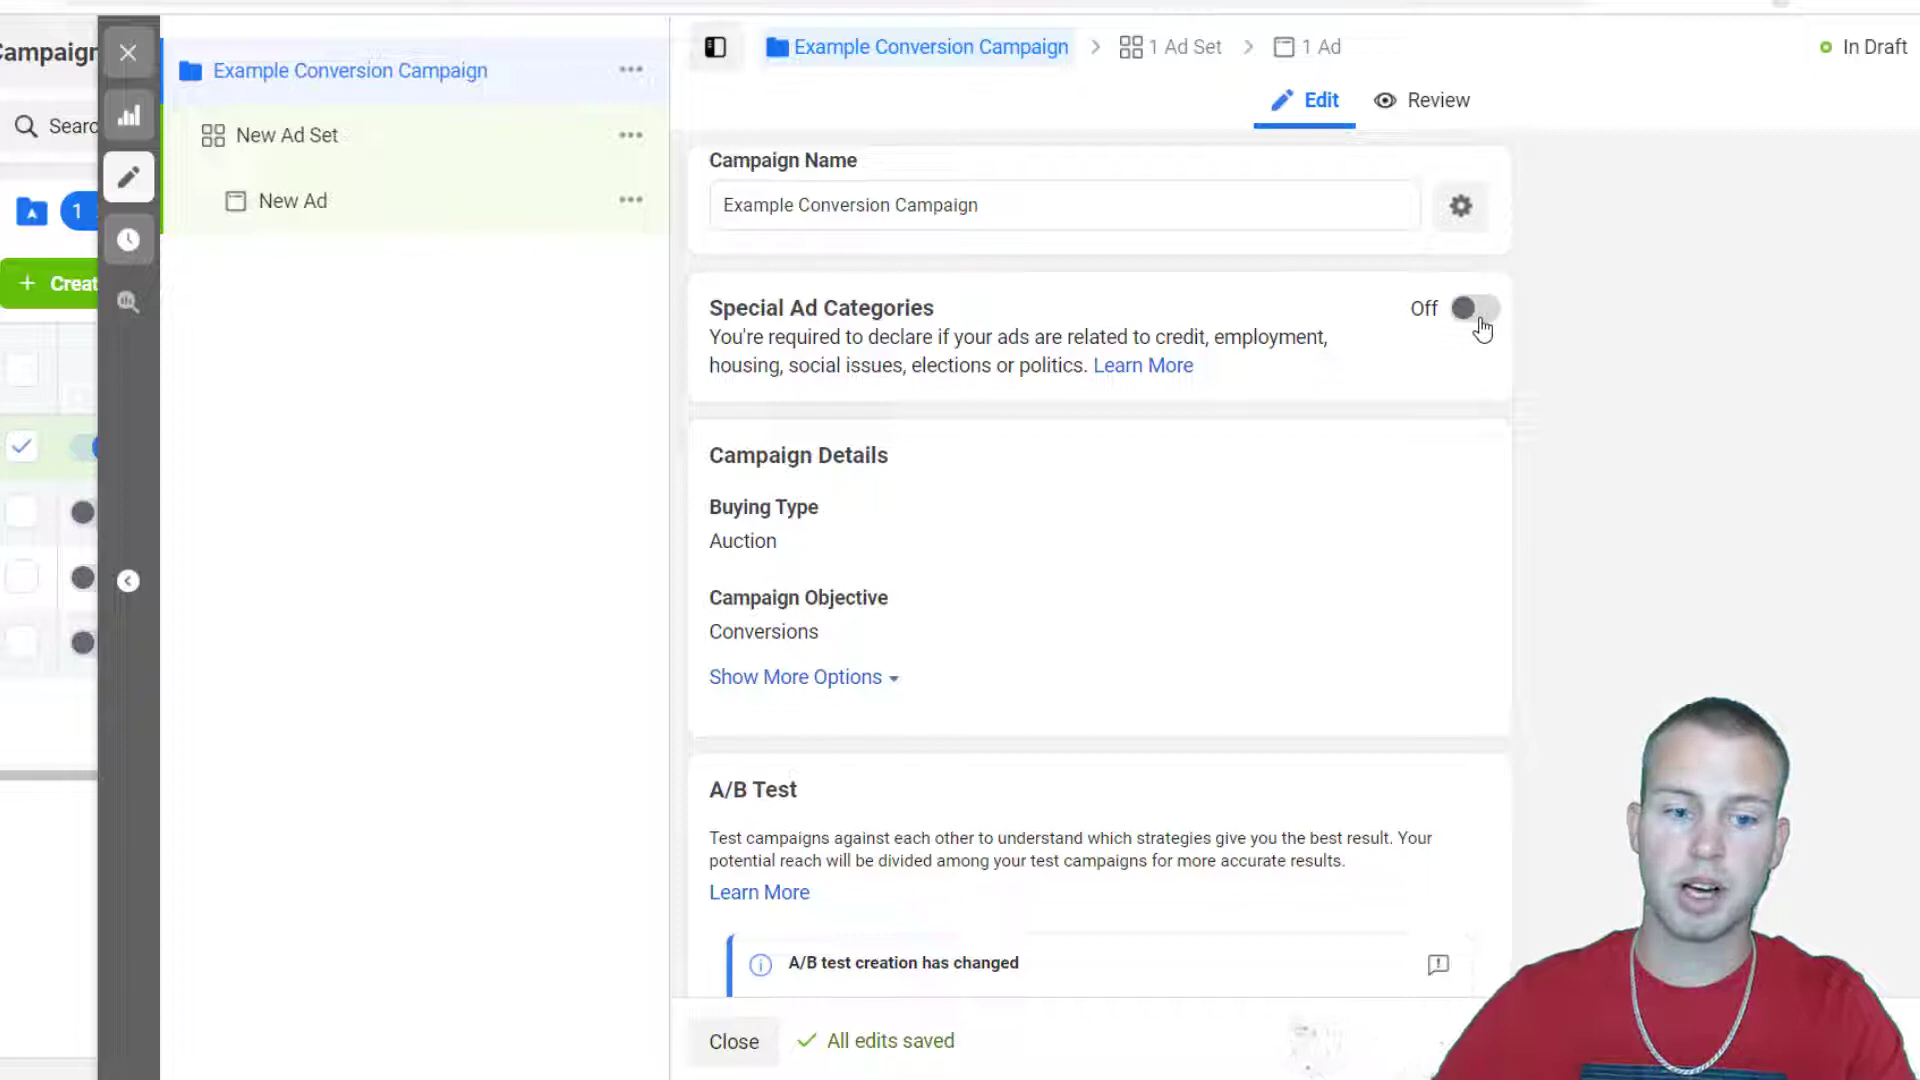 Campaign
Searc
1
+ Creat
Example Conversion Campaign
New Ad Set
New Ad
Example Conversion Campaign > 1 Ad Set > 1 Ad
In Draft
Edit
Review
Campaign Name
Example Conversion Campaign
Special Ad Categories
Off
You're required to declare if your ads are related to credit, employment,
housing, social issues, elections or politics. Learn More
Campaign Details
Buying Type
Auction
Campaign Objective
Conversions
Show More Options
A/B Test
Test campaigns against each other to understand which strategies give you the best result. Your
potential reach will be divided among your test campaigns for more accurate results.
Learn More
A/B test creation has changed
Close
All edits saved